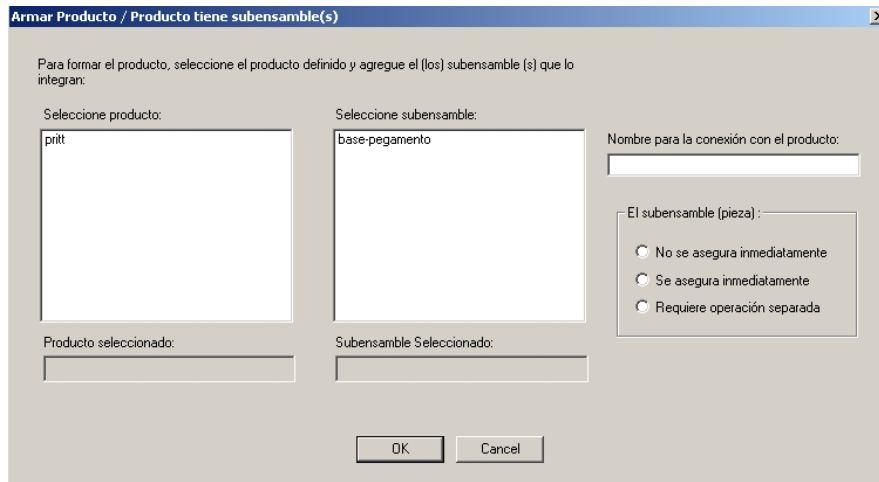 Armar Producto / Producto tiene subensamble(s)
Para formar el producto, seleccione el producto definido y agregue el (los) subensamble (s) que lo
integran:
Seleccione producto:
Seleccione subensamble:
pritt
base-pegamento
Nombre para la conexión con el producto:
El subensamble (pieza) :
No se asegura inmediatamente
Se asegura inmediatamente
Requiere operación separada
Producto seleccionado:
Subensamble Seleccionado:
OK
Cancel